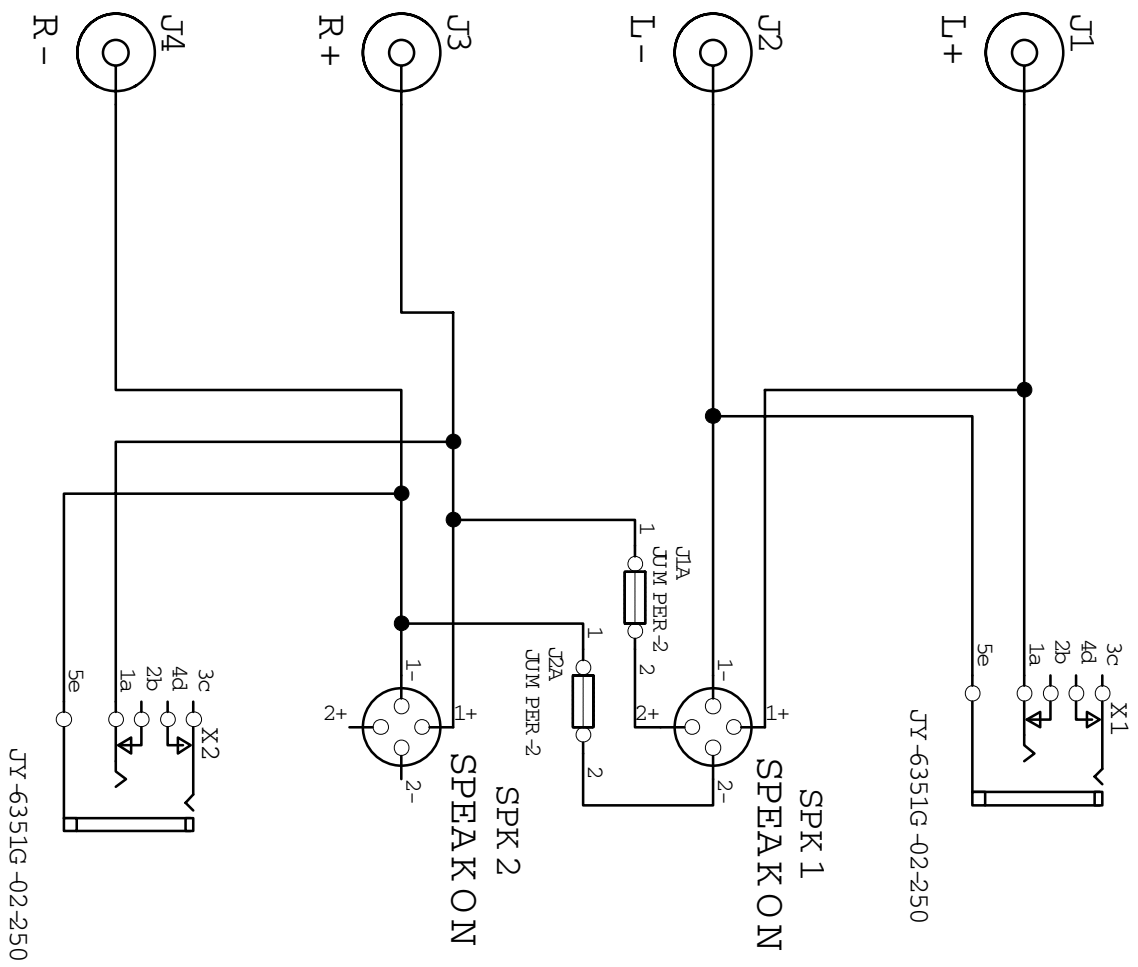 J4
R-
J3
R+
J2
L-
J1
L+
1
J1A
JUMPER-2
2
1
J2A
JUMPER-2
2
5e
1a
2b
4d
3c
X1
JY-6351G-02-250
5e
1a
2b
4d
3c
X2
JY-6351G-02-250
1-
2+
1+
2-
SPK2
SPEAKON
1-
2+
1+
2-
SPK1
SPEAKON